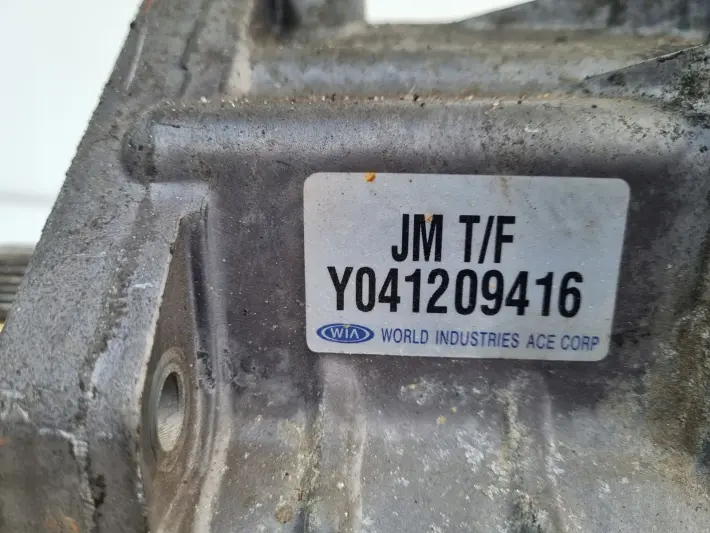 JM T/F
Y041209416
WIA WORLD INDUSTRIES ACE CORP